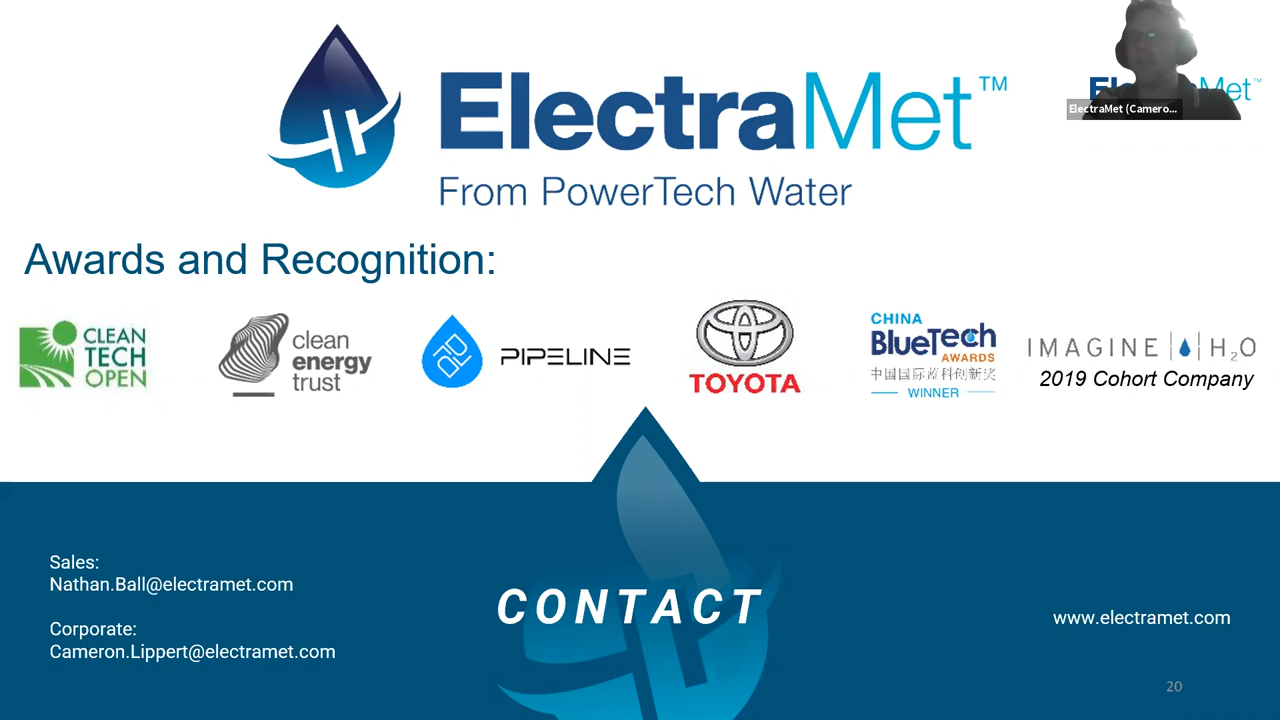 ElectraMet™
ElectraMet™
ElectraMet (Camero...
From PowerTech Water
Awards and Recognition:
CLEAN
TECH
OPEN
clean
energy
trust
H2O
PIPELINE
TOYOTA
CHINA
BlueTech
AWARDS
中国国际蓝科创新奖
WINNER
IMAGINE H2O
2019 Cohort Company
Sales:
Nathan.Ball@electramet.com
Corporate:
Cameron.Lippert@electramet.com
CONTACT
www.electramet.com
20